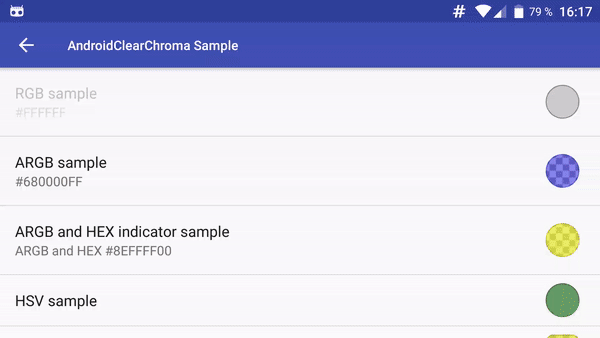 # 79 % 16:17
AndroidClearChroma Sample
RGB sample
#FFFFFF
ARGB sample
#680000FF
ARGB and HEX indicator sample
ARGB and HEX #8EFFFF00
HSV sample